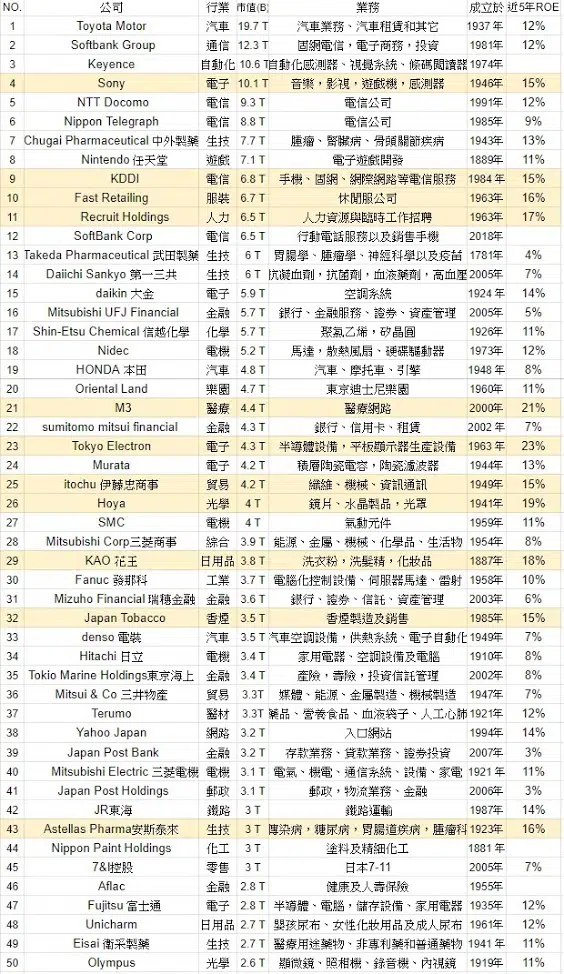 NO. 公司 行業 市值(B) 業務 成立於 近5年ROE
1 Toyota Motor 汽車 19.7 T 汽車業務、汽車租賃和其它 1937 年 12%
2 Softbank Group 通信 12.3 T 固網電信，電子商務，投資 1981年 12%
3 Keyence 自動化 10.6 T 自動化感測器、視覺系統、條碼閱讀器 1974年
4 Sony 電子 10.1 T 音樂，影視，遊戲機，感測器 1946年 15%
5 NTT Docomo 電信 9.3 T 電信公司 1991年 12%
6 Nippon Telegraph 電信 8.8 T 電信公司 1985年 9%
7 Chugai Pharmaceutical 中外製藥 生技 7.7 T 腫瘤、腎臟病、骨頭關節疾病 1943年 13%
8 Nintendo 任天堂 遊戲 7.1 T 電子遊戲開發 1889年 11%
9 KDDI 電信 6.8 T 手機、固網、網際網路等電信服務 1984 年 15%
10 Fast Retailing 服裝 6.7 T 休閒服公司 1963年 16%
11 Recruit Holdings 人力 6.5 T 人力資源與臨時工作招聘 1963年 17%
12 SoftBank Corp 電信 6.5 T 行動電話服務以及銷售手機 2018年
13 Takeda Pharmaceutical 武田製藥 生技 6 T 胃腸學、腫瘤學、神經科學以及疫苗 1781年 4%
14 Daiichi Sankyo 第一三共 生技 6 T 抗凝血劑，抗菌劑，血液藥劑，高血壓 2005年 7%
15 daikin 大金 電子 5.9 T 空調系統 1924 年 14%
16 Mitsubishi UFJ Financial 金融 5.7 T 銀行、金融服務、證券、資產管理 2005年 5%
17 Shin-Etsu Chemical 信越化學 化學 5.7 T 聚氯乙烯，矽晶圓 1926年 11%
18 Nidec 電機 5.2 T 馬達，散熱風扇、硬碟驅動器 1973年 12%
19 HONDA 本田 汽車 4.8 T 汽車、摩托車、引擎 1948 年 8%
20 Oriental Land 樂園 4.7 T 東京迪士尼樂園 1960年 11%
21 M3 醫療 4.4 T 醫療網路 2000年 21%
22 sumitomo mitsui financial 金融 4.3 T 銀行、信用卡、租賃 2002 年 7%
23 Tokyo Electron 電子 4.3 T 半導體設備，平板顯示器生產設備 1963 年 23%
24 Murata 電子 4.2 T 積層陶瓷電容，陶瓷濾波器 1944年 13%
25 itochu 伊藤忠商事 貿易 4.2 T 纖維、機械、資訊通訊 1949年 15%
26 Hoya 光學 4 T 鏡片、水晶製品，光罩 1941年 19%
27 SMC 電機 4 T 氣動元件 1959年 11%
28 Mitsubishi Corp三菱商事 綜合 3.9 T 能源、金屬、機械、化學品、生活物 1954年 8%
29 KAO 花王 日用品 3.8 T 洗衣粉，洗髮精，化妝品 1887年 18%
30 Fanuc 發那科 工業 3.7 T 電腦化控制設備、伺服器馬達、雷射 1958年 10%
31 Mizuho Financial 瑞穗金融 金融 3.6 T 銀行、證券、信託、資產管理 2003年 6%
32 Japan Tobacco 香煙 3.5 T 香煙製造及銷售 1985年 15%
33 denso 電裝 汽車 3.5 T 汽車空調設備，供熱系統、電子自動化 1949年 7%
34 Hitachi 日立 電機 3.4 T 家用電器、空調設備及電腦 1910年 8%
35 Tokio Marine Holdings東京海上 金融 3.4 T 產險，壽險，投資信託管理 2002年 8%
36 Mitsui & Co 三井物產 貿易 3.3T 媒體、能源、金屬製造、機械製造 1947年 7%
37 Terumo 醫材 3.3T 藥品、營養食品、血液袋子、人工心肺 1921年 12%
38 Yahoo Japan 網路 3.2 T 入口網站 1994年 14%
39 Japan Post Bank 金融 3.2 T 存款業務、貸款業務、證券投資 2007年 3%
40 Mitsubishi Electric 三菱電機 電機 3.1 T 電氣、機電、通信系統、設備、家電 1921 年 11%
41 Japan Post Holdings 郵政 3.1 T 郵政，物流業務、金融 2006年 3%
42 JR東海 鐵路 3 T 鐵路運輸 1987年 14%
43 Astellas Pharma安斯泰來 生技 3 T 傳染病，糖尿病，胃腸道疾病，腫瘤科 1923年 16%
44 Nippon Paint Holdings 化工 3 T 塗料及精細化工 1881 年
45 7&I控股 零售 3 T 日本7-11 2005年 7%
46 Aflac 金融 2.8 T 健康及人壽保險 1955年
47 Fujitsu 富士通 電子 2.8 T 半導體、電腦，儲存設備、家用電器 1935年 12%
48 Unicharm 日用品 2.7 T 嬰孩尿布、女性化妝用品及成人尿布 1961年 12%
49 Eisai 衛采製藥 生技 2.7 T 醫療用途藥物、非專利藥和普通藥物 1941 年 11%
50 Olympus 光學 2.6 T 顯微鏡、照相機、錄音機、內視鏡 1919年 11%